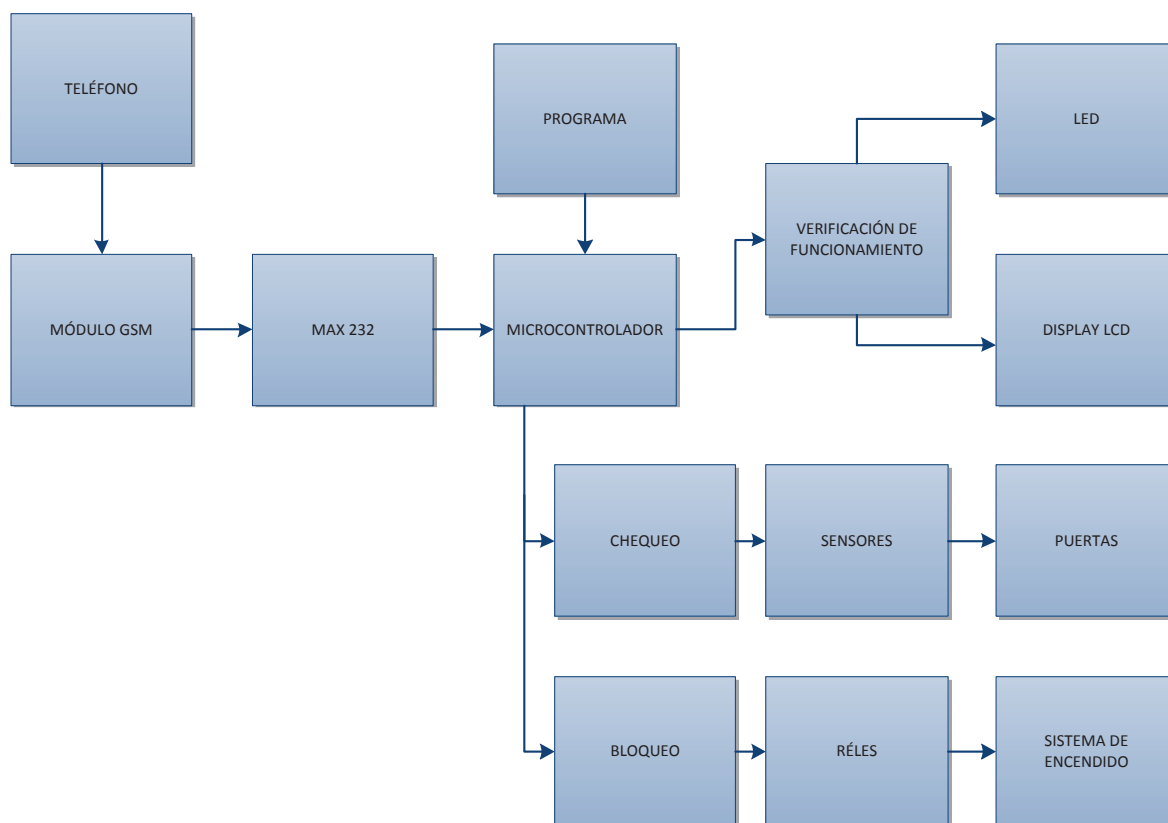 TELÉFONO
PROGRAMA
LED
VERIFICACIÓN DE
FUNCIONAMIENTO
MÓDULO GSM
MAX 232
MICROCONTROLADOR
DISPLAY LCD
CHEQUEO
SENSORES
PUERTAS
BLOQUEO
RÉLES
SISTEMA DE
ENCENDIDO